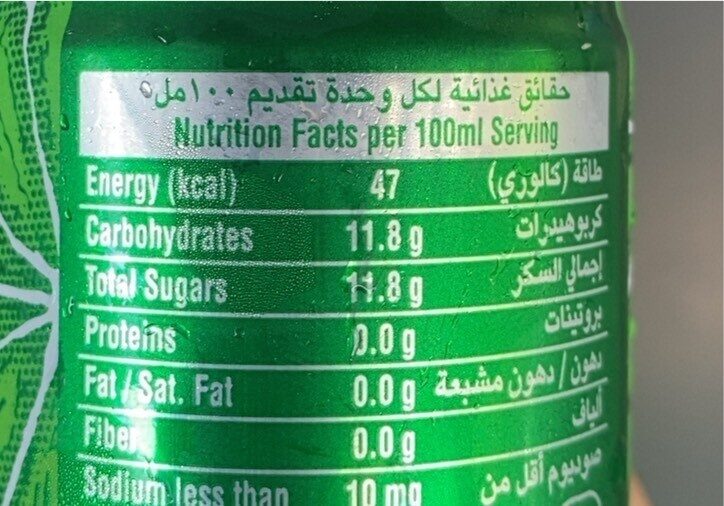 حقائق غذائية لكل وحدة تقديم ١٠٠مل
Nutrition Facts per 100ml Serving
Energy (kcal) 47 طاقة (كالوري)
Carbohydrates 11.8 g كربوهيدرات
Total Sugars 11.8 g إجمالي السكر
Proteins 0.0 g بروتينات
Fat / Sat. Fat 0.0 g دهون / دهون مشبعة
Fiber 0.0 g ألياف
Sodium less than 10 mg صوديوم أقل من